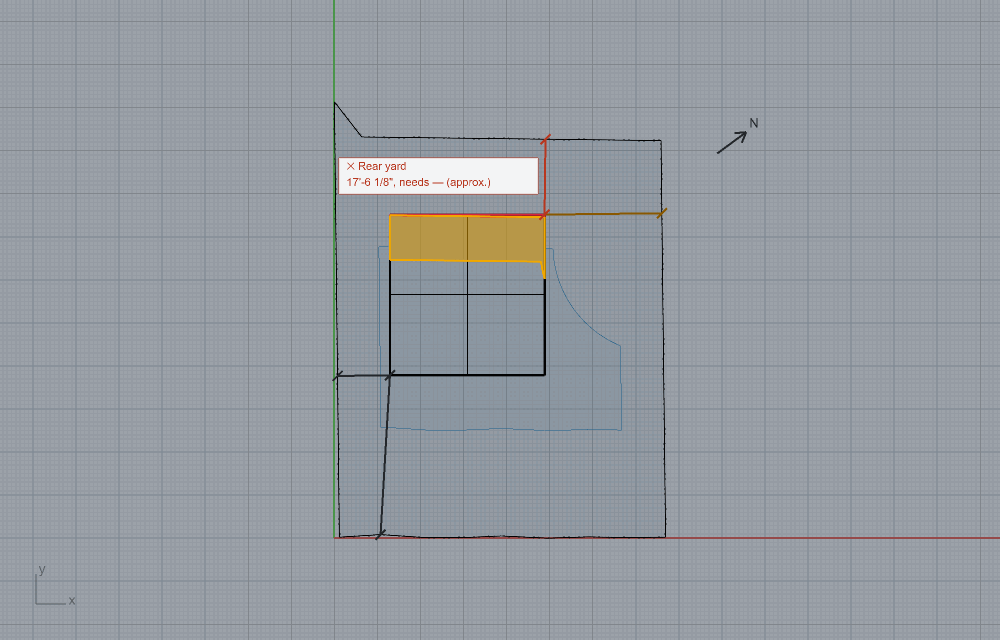 N
× Rear yard
17'-6 1/8", needs — (approx.)
y
x